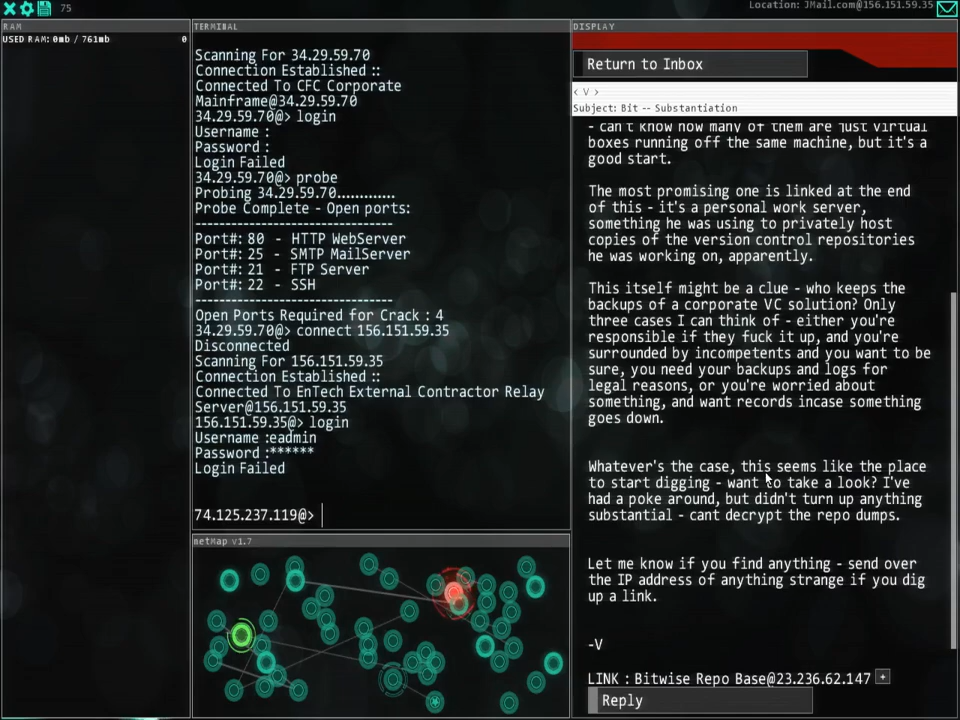 75
Location: JMail.com@156.151.59.35
RAM
USED RAM: 0mb / 761mb
0
TERMINAL
Scanning For 34.29.59.70
Connection Established ::
Connected To CFC Corporate
Mainframe@34.29.59.70
34.29.59.70@> login
Username :
Password :
Login Failed
34.29.59.70@> probe
Probing 34.29.59.70.............
Probe Complete - Open ports:
---------------------------------
Port#: 80 - HTTP WebServer
Port#: 25 - SMTP MailServer
Port#: 21 - FTP Server
Port#: 22 - SSH
---------------------------------
Open Ports Required for Crack : 4
34.29.59.70@> connect 156.151.59.35
Disconnected
Scanning For 156.151.59.35
Connection Established ::
Connected To EnTech External Contractor Relay
Server@156.151.59.35
156.151.59.35@> login
Username :eadmin
Password :******
Login Failed
74.125.237.119@>
netMap v1.7
DISPLAY
Return to Inbox
< V >
Subject: Bit -- Substantiation
- can't know how many of them are just virtual
boxes running off the same machine, but it's a
good start.
The most promising one is linked at the end
of this - it's a personal work server,
something he was using to privately host
copies of the version control repositories
he was working on, apparently.
This itself might be a clue - who keeps the
backups of a corporate VC solution? Only
three cases I can think of - either you're
responsible if they fuck it up, and you're
surrounded by incompetents and you want to be
sure, you need your backups and logs for
legal reasons, or you're worried about
something, and want records incase something
goes down.
Whatever's the case, this seems like the place
to start digging - want to take a look? I've
had a poke around, but didn't turn up anything
substantial - cant decrypt the repo dumps.
Let me know if you find anything - send over
the IP address of anything strange if you dig
up a link.
-V
LINK : Bitwise Repo Base@23.236.62.147 +
Reply